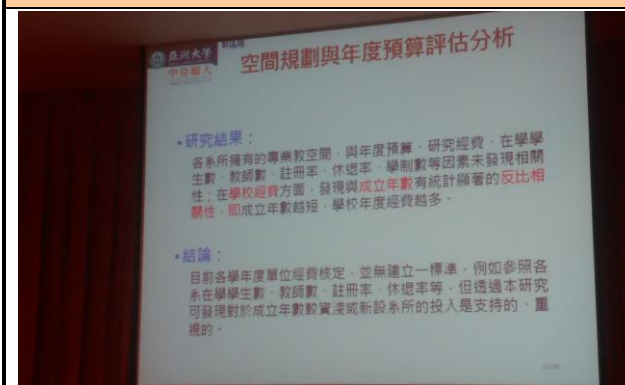 亞洲大學
中亞聯大
空間規劃與年度預算評估分析
•研究結果：
各系所擁有的專業教空間，與年度預算、研究經費、在學學
生數、教師數、註冊率、休退率、學制數等因素未發現相關
性；在學校經費方面，發現與成立年數有統計顯著的反比相
關性，即成立年數越短，學校年度經費越多。
•結論：
目前各學年度單位經費核定，並無建立一標準，例如參照各
系在學學生數、教師數、註冊率、休退率等，但透過本研究
可發現對於成立年數較資淺或新設系所的投入是支持的、重
視的。